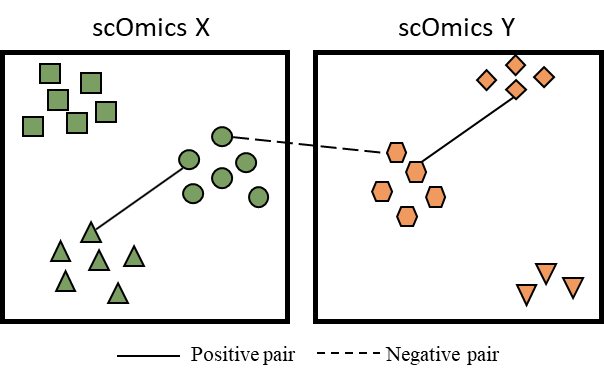 scOmics X
scOmics Y
Positive pair
Negative pair